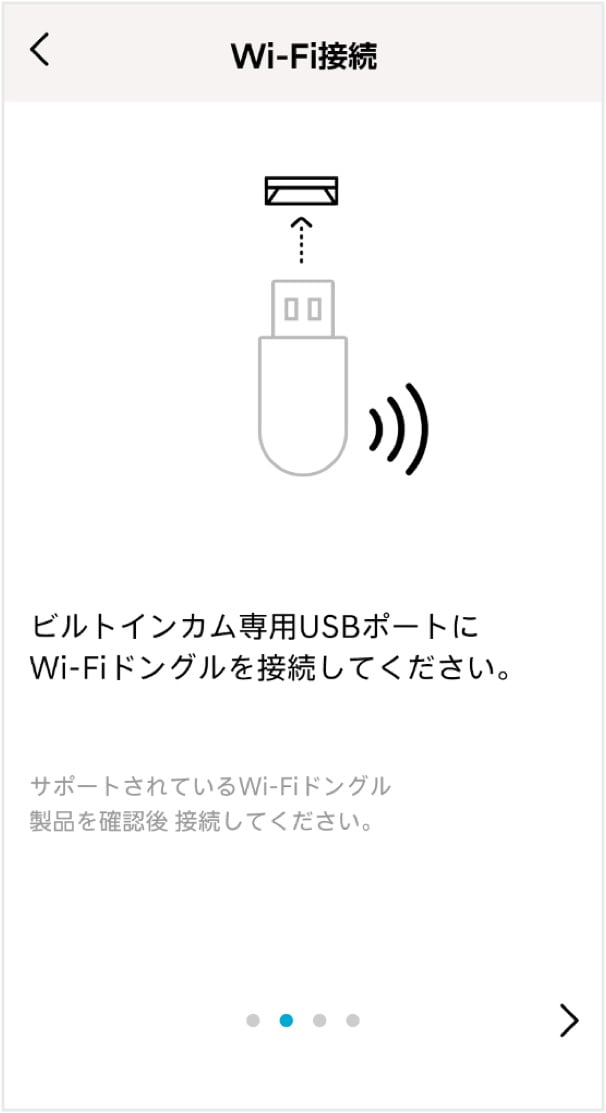 Wi-Fi接続
ビルトインカム専用USBポートに
Wi-Fiドングルを接続してください。
サポートされているWi-Fiドングル
製品を確認後 接続してください。